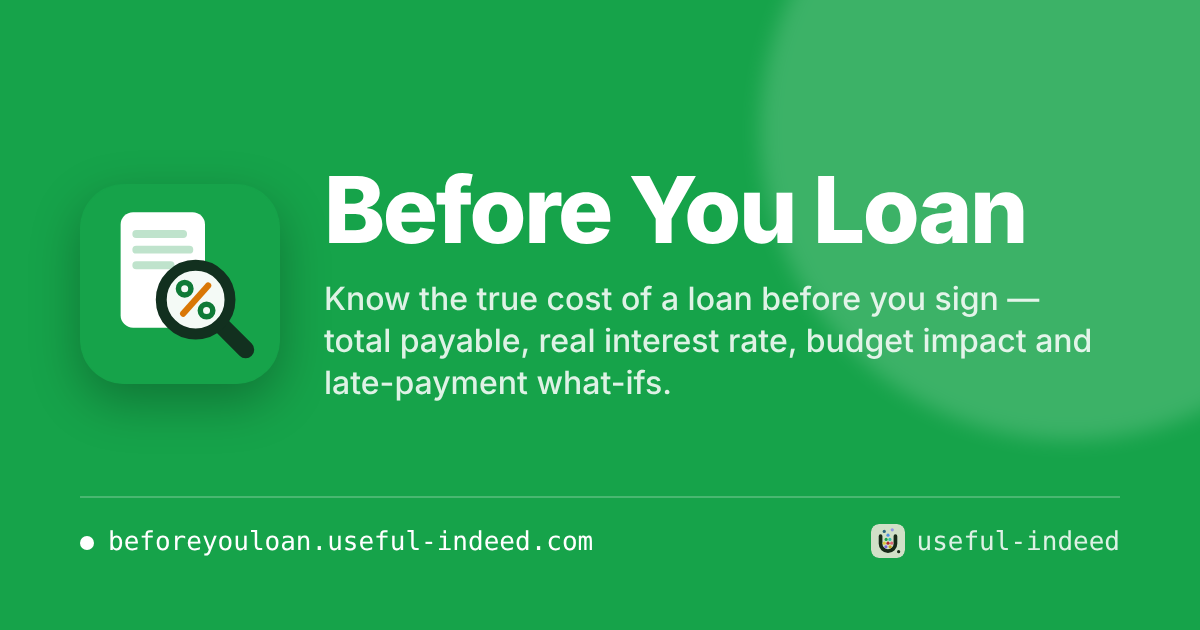 Before You Loan
Know the true cost of a loan before you sign —
total payable, real interest rate, budget impact and
late-payment what-ifs.
beforeyouloan.useful-indeed.com
useful-indeed